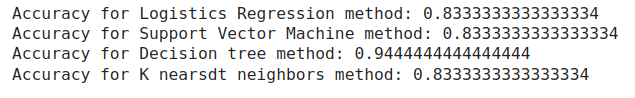 Accuracy for Logistics Regression method: 0.8333333333333334
Accuracy for Support Vector Machine method: 0.8333333333333334
Accuracy for Decision tree method: 0.9444444444444444
Accuracy for K nearsdt neighbors method: 0.8333333333333334